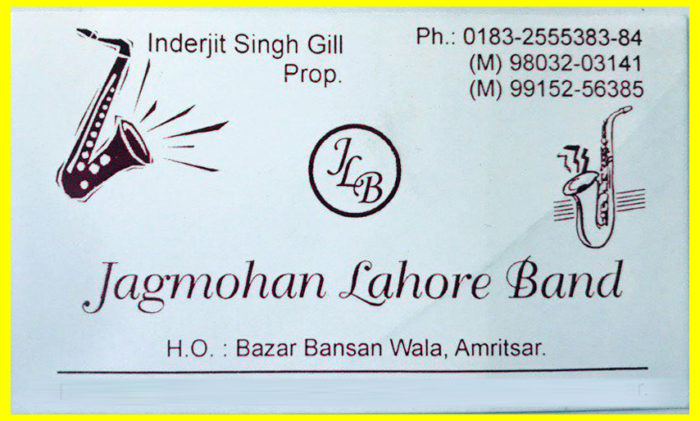 Inderjit Singh Gill
Prop.
Ph.: 0183-2555383-84
(M) 98032-03141
(M) 99152-56385
JLB
Jagmohan Lahore Band
H.O. : Bazar Bansan Wala, Amritsar.